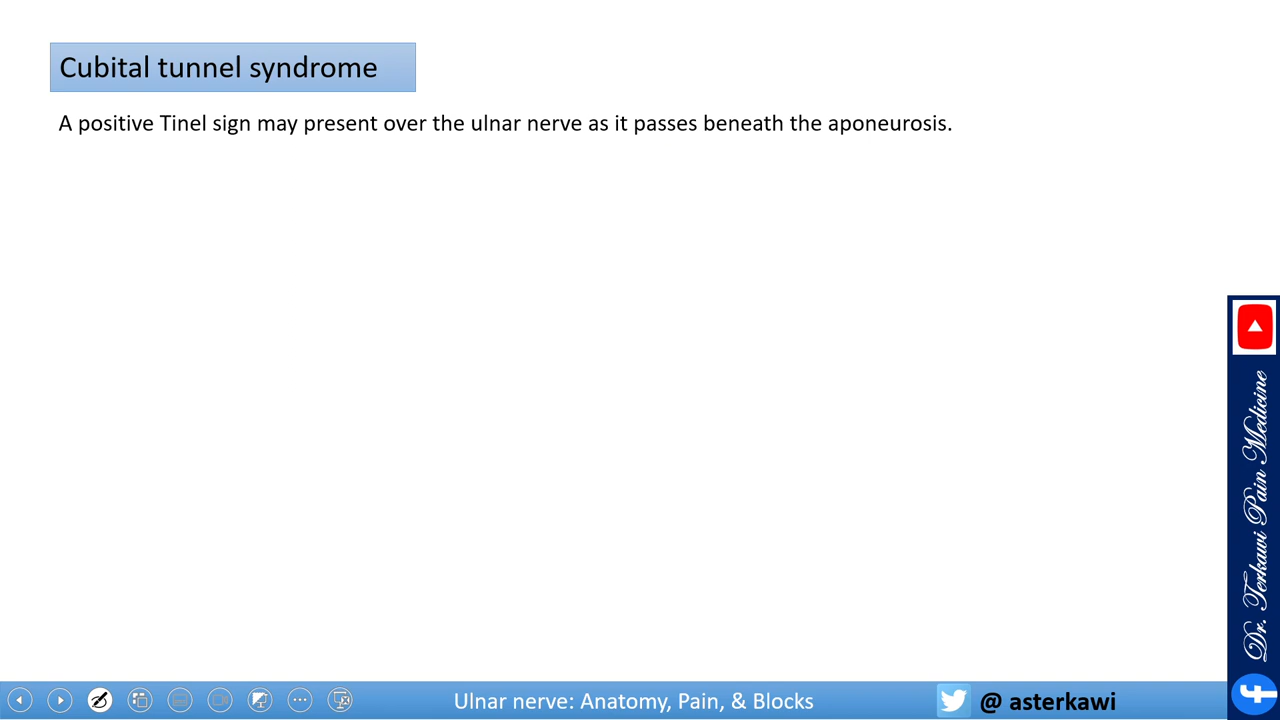 Cubital tunnel syndrome
A positive Tinel sign may present over the ulnar nerve as it passes beneath the aponeurosis.
Dr. Terkawi Pain Medicine
Ulnar nerve: Anatomy, Pain, & Blocks
@ asterkawi